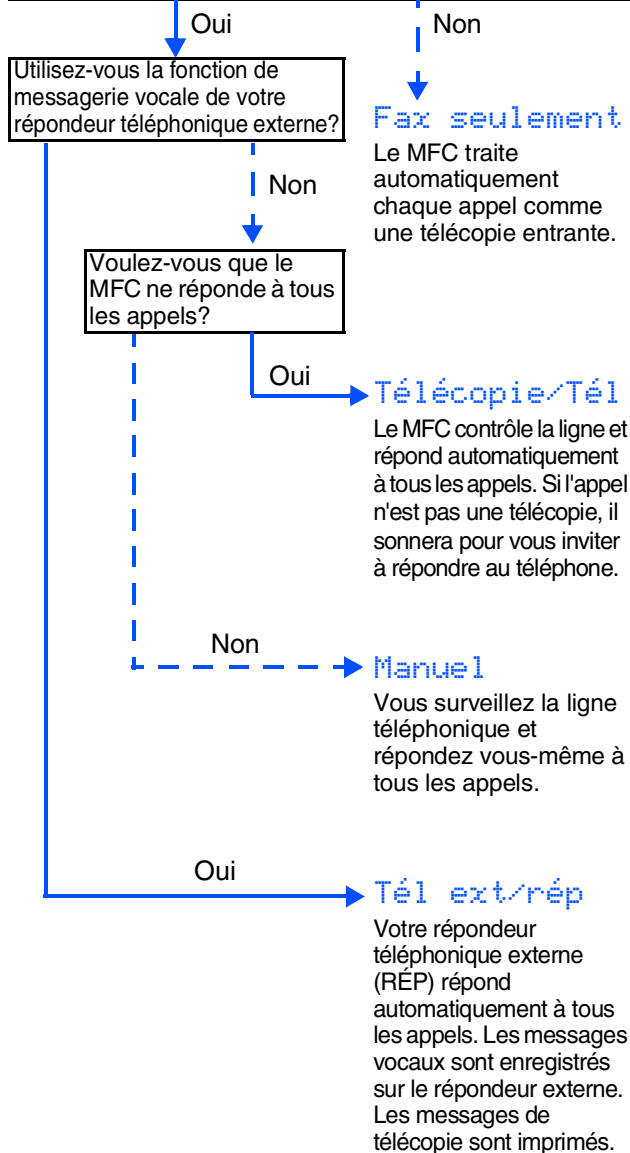 Oui
Non
Utilisez-vous la fonction de
messagerie vocale de votre
répondeur téléphonique externe?
Fax seulement
Le MFC traite
automatiquement
chaque appel comme
une télécopie entrante.
Non
Voulez-vous que le
MFC ne réponde à tous
les appels?
Oui
Télécopie/Tél
Le MFC contrôle la ligne et
répond automatiquement
à tous les appels. Si l'appel
n'est pas une télécopie, il
sonnera pour vous inviter
à répondre au téléphone.
Non
Manuel
Vous surveillez la ligne
téléphonique et
répondez vous-même à
tous les appels.
Oui
Tél ext/rép
Votre répondeur
téléphonique externe
(RÉP) répond
automatiquement à tous
les appels. Les messages
vocaux sont enregistrés
sur le répondeur externe.
Les messages de
télécopie sont imprimés.